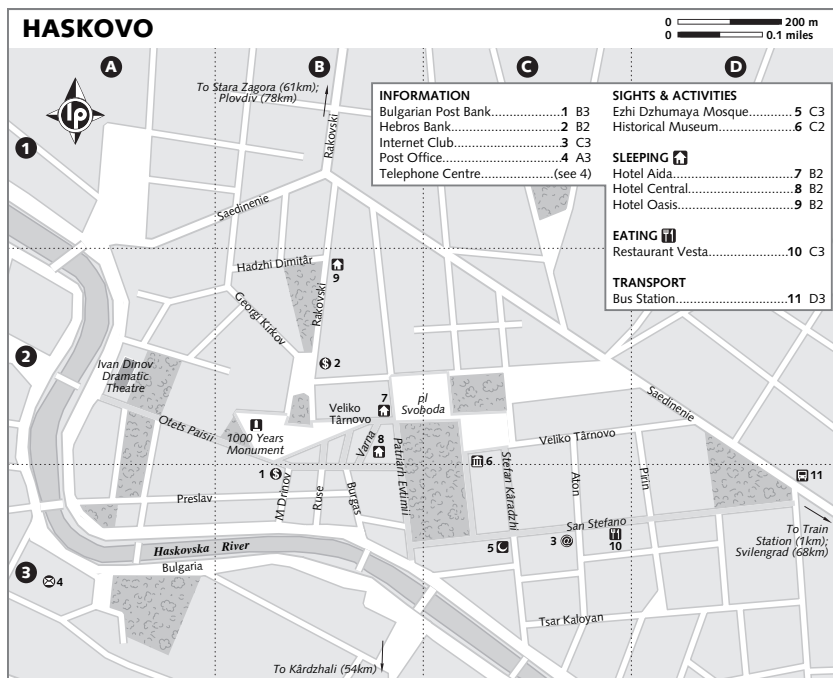 HASKOVO
0 200 m
0 0.1 miles
A
B
C
D
1
2
3
lp
To Stara Zagora (61km);
Plovdiv (78km)
INFORMATION
Bulgarian Post Bank......................1 B3
Hebros Bank................................2 B2
Internet Club................................3 C3
Post Office...................................4 A3
Telephone Centre....................(see 4)
SIGHTS & ACTIVITIES
Ezhi Dzhumaya Mosque............5 C3
Historical Museum.....................6 C2
SLEEPING
Hotel Aida..................................7 B2
Hotel Central..............................8 B2
Hotel Oasis.................................9 B2
EATING
Restaurant Vesta......................10 C3
TRANSPORT
Bus Station...............................11 D3
Rakovski
Saedinenie
Hadzhi Dimitâr
9
Georgi Kirkov
Rakovski
$ 2
Ivan Dinov
Dramatic
Theatre
Otets Paisii
1000 Years
Monument
Veliko
Târnovo
7
pl
Svoboda
Varna
8
Patriarh Evtimii
6
Saedinenie
Veliko Târnovo
Stefan Kâradzhi
Aton
Pirin
11
1 $
M Drinov
Preslav
Ruse
Burgas
San Stefano
5
3 @
10
To Train
Station (1km);
Svilengrad (68km)
Haskovska River
Bulgaria
4
Tsar Kaloyan
To Kârdzhali (54km)